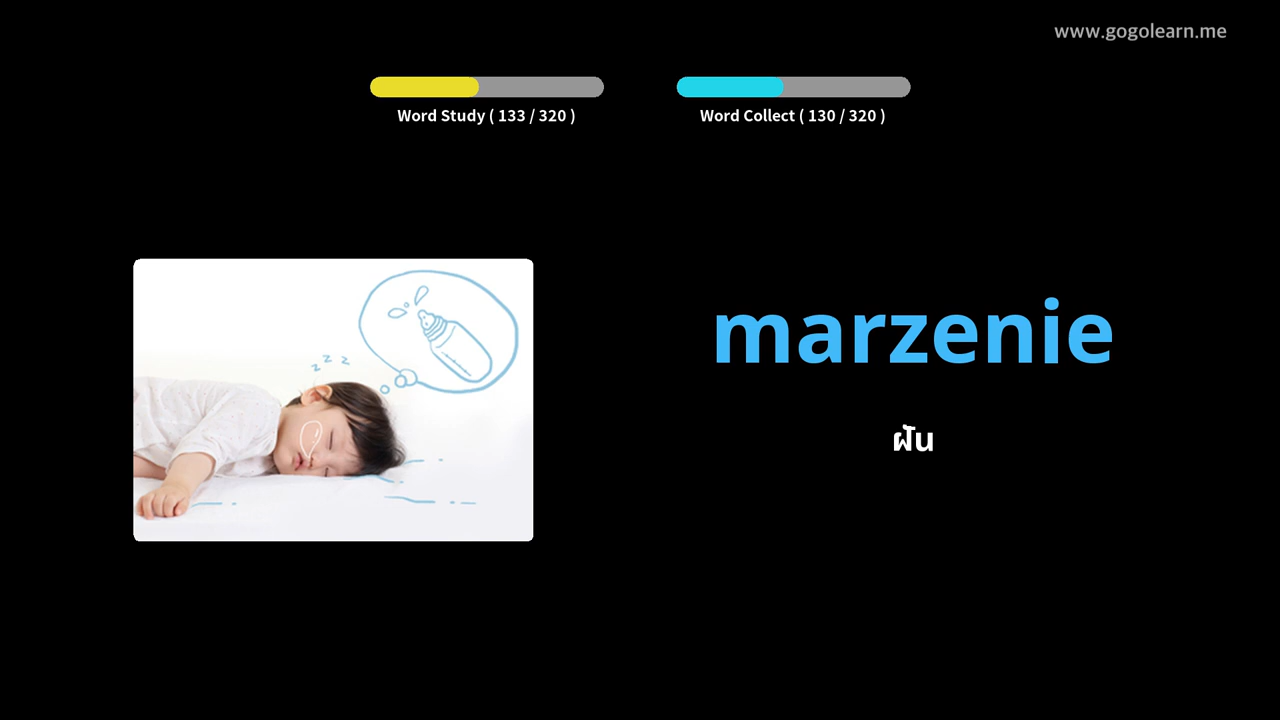 www.gogolearn.me
Word Study ( 133 / 320 )
Word Collect ( 130 / 320 )
z z z
marzenie
ฝัน